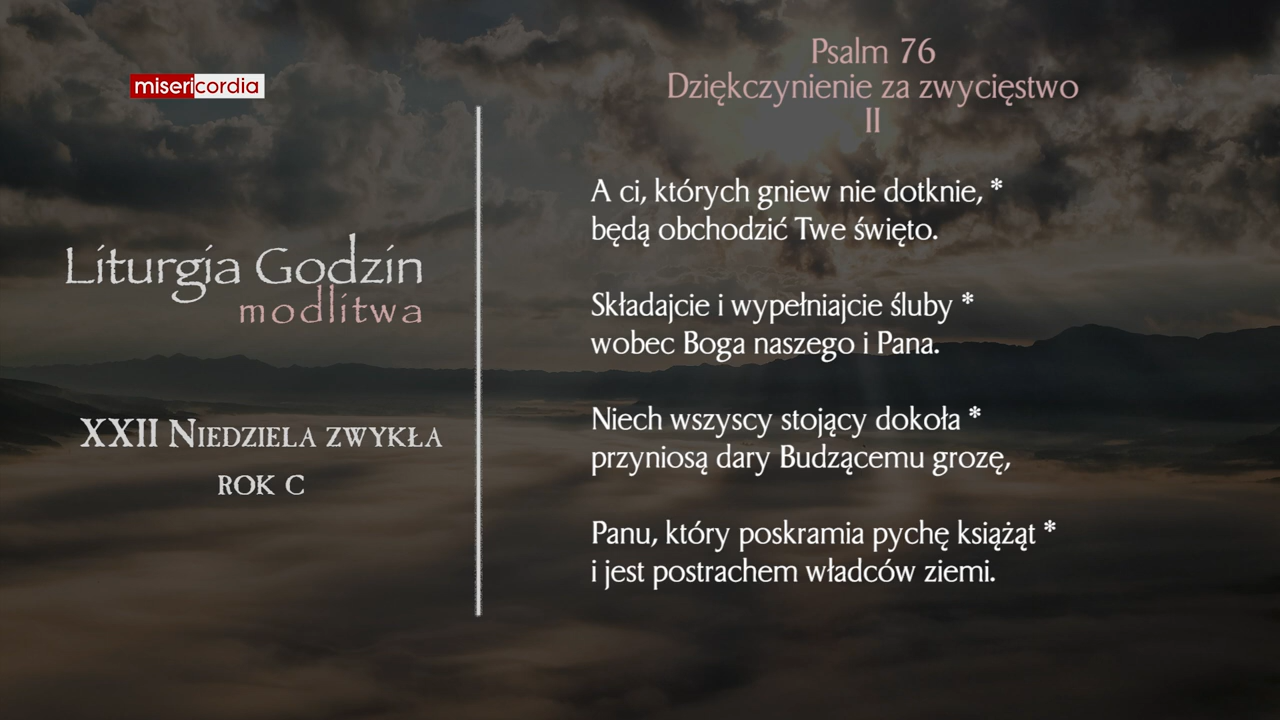 misericordia
Liturgia Godzin
modlitwa
XXII Niedziela zwykła
rok C
Psalm 76
Dziękczynienie za zwycięstwo
II
A ci, których gniew nie dotknie, *
będą obchodzić Twe święto.
Składajcie i wypełniajcie śluby *
wobec Boga naszego i Pana.
Niech wszyscy stojący dokoła *
przyniosą dary Budzącemu grozę,
Panu, który poskramia pychę książąt *
i jest postrachem władców ziemi.